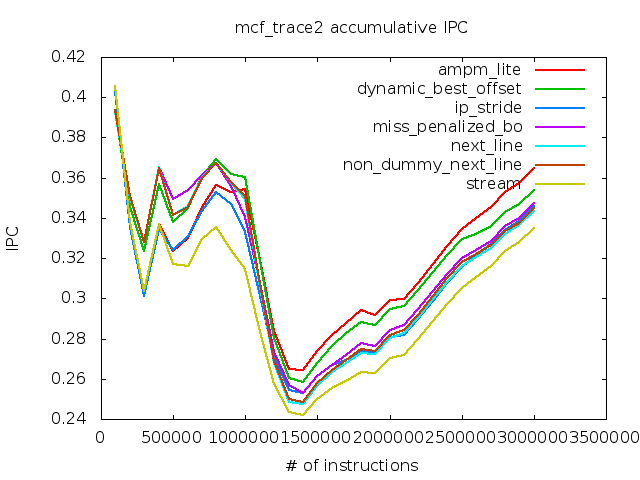 mcf_trace2 accumulative IPC
IPC
0.42
0.4
0.38
0.36
0.34
0.32
0.3
0.28
0.26
0.24
ampm_lite
dynamic_best_offset
ip_stride
miss_penalized_bo
next_line
non_dummy_next_line
stream
0 500000 1000000 1500000 2000000 2500000 3000000 3500000
# of instructions